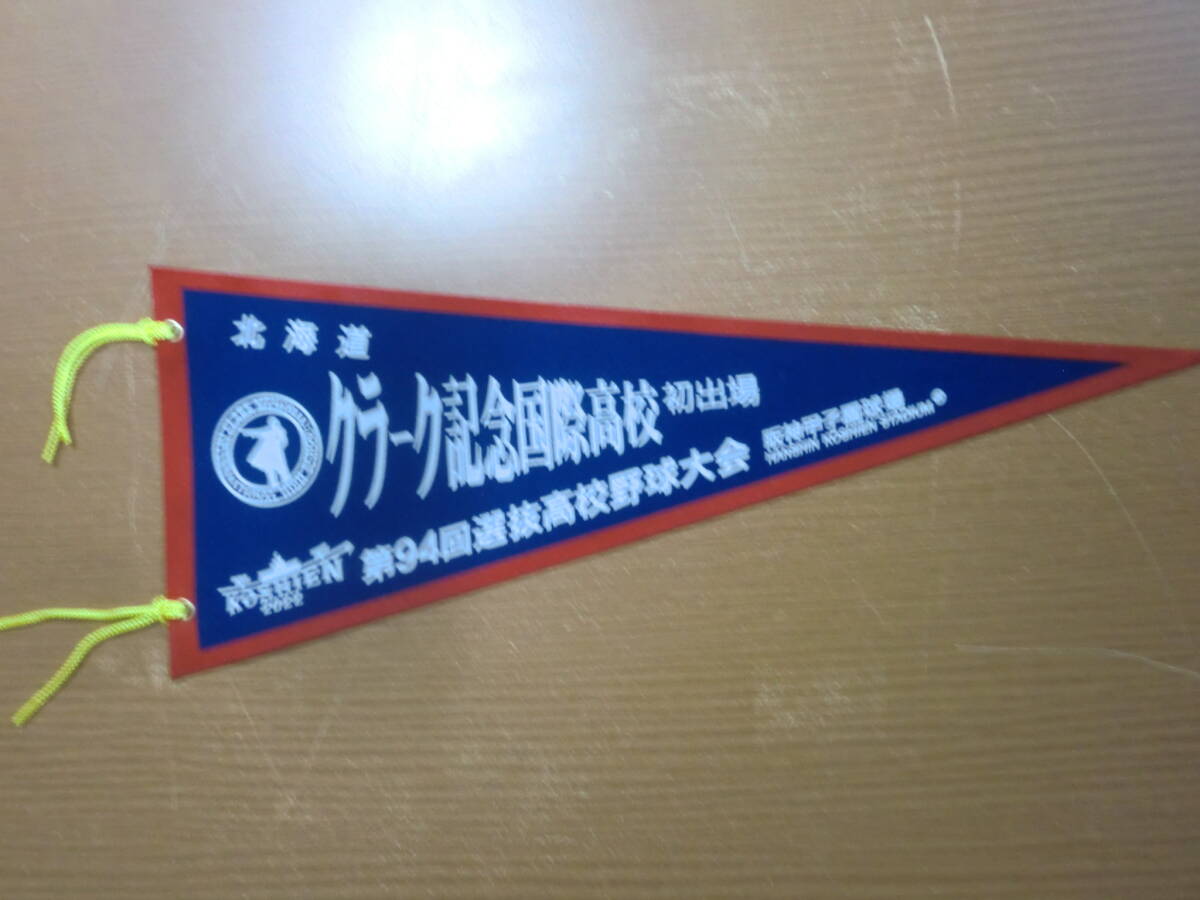 北海道
クラーク記念国際高校 初出場
第94回選抜高校野球大会
阪神甲子園球場
HANSHIN KOSHIEN STADIUM ®
KOSHIEN
2022